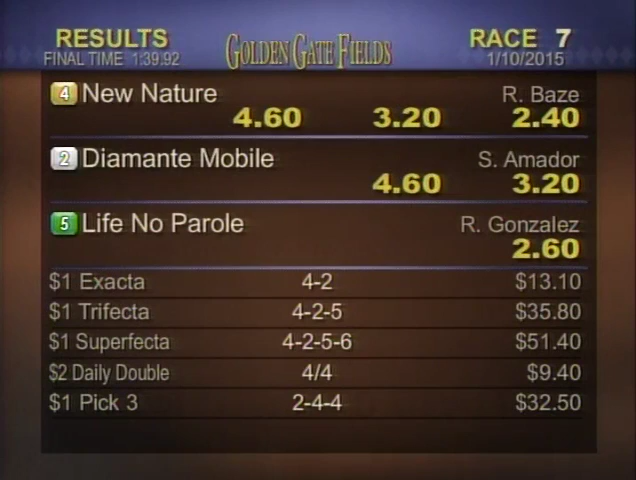 RESULTS
FINAL TIME 1:39.92
GOLDEN GATE FIELDS
RACE 7
1/10/2015
4 New Nature R. Baze
4.60 3.20 2.40
2 Diamante Mobile S. Amador
4.60 3.20
5 Life No Parole R. Gonzalez
2.60
$1 Exacta 4-2 $13.10
$1 Trifecta 4-2-5 $35.80
$1 Superfecta 4-2-5-6 $51.40
$2 Daily Double 4/4 $9.40
$1 Pick 3 2-4-4 $32.50